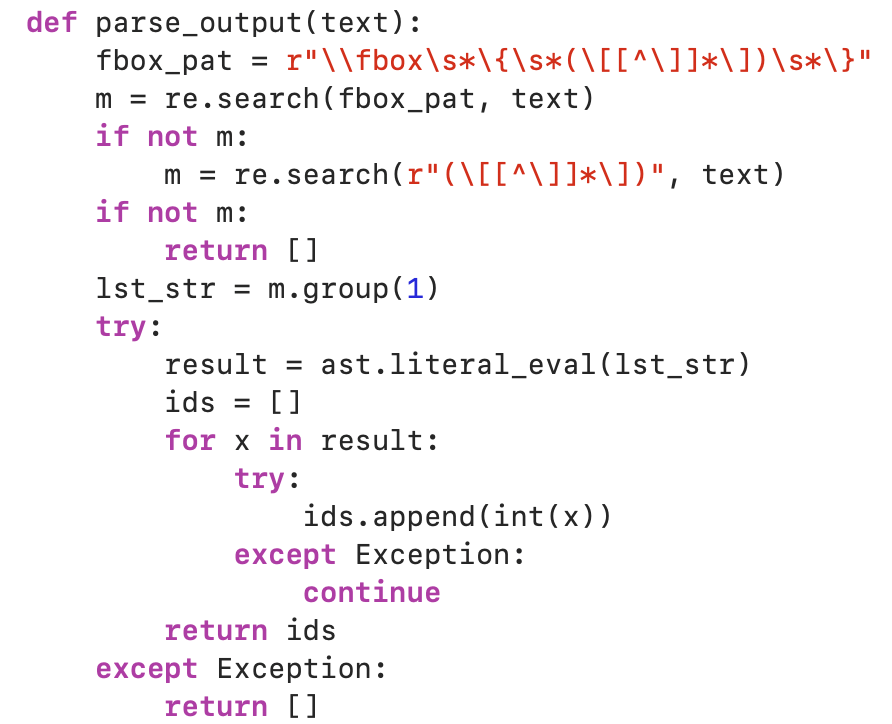 def parse_output(text):
    fbox_pat = r"\\fbox\s*\{\s*(\[[^\]]*\])\s*\}"
    m = re.search(fbox_pat, text)
    if not m:
        m = re.search(r"(\[[^\]]*\])", text)
    if not m:
        return []
    lst_str = m.group(1)
    try:
        result = ast.literal_eval(lst_str)
        ids = []
        for x in result:
            try:
                ids.append(int(x))
            except Exception:
                continue
        return ids
    except Exception:
        return []